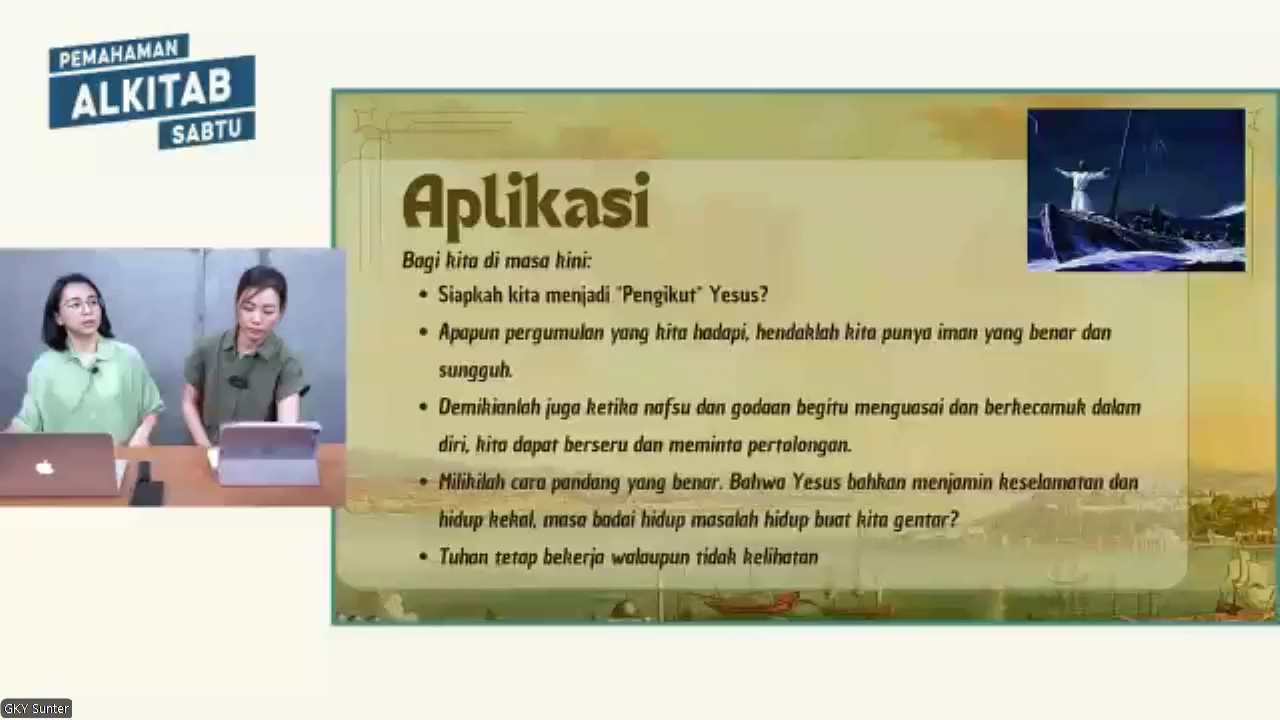 PEMAHAMAN
ALKITAB
SABTU
Aplikasi
Bagi kita di masa kini:
• Siapkah kita menjadi "Pengikut" Yesus?
• Apapun pergumulan yang kita hadapi, hendaklah kita punya iman yang benar dan
sungguh.
• Demikianlah juga ketika nafsu dan godaan begitu menguasai dan berkecamuk dalam
diri, kita dapat berseru dan meminta pertolongan.
• Milikilah cara pandang yang benar. Bahwa Yesus bahkan menjamin keselamatan dan
hidup kekal, masa badai hidup masalah hidup buat kita gentar?
• Tuhan tetap bekerja walaupun tidak kelihatan
GKY Sunter